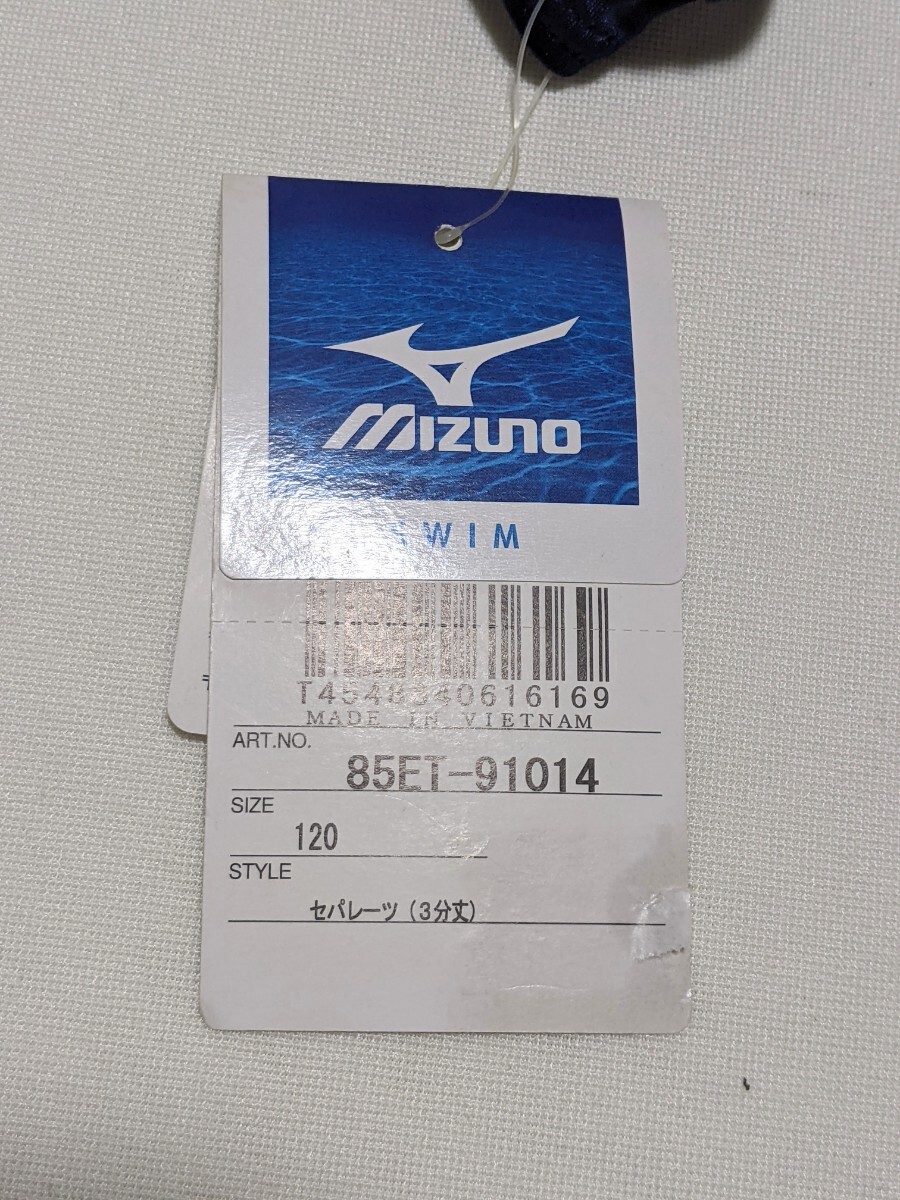 MIZUNO
SWIM
T4548340616169
MADE IN VIETNAM
ART.NO.
85ET-91014
SIZE
120
STYLE
セパレーツ(3分丈)